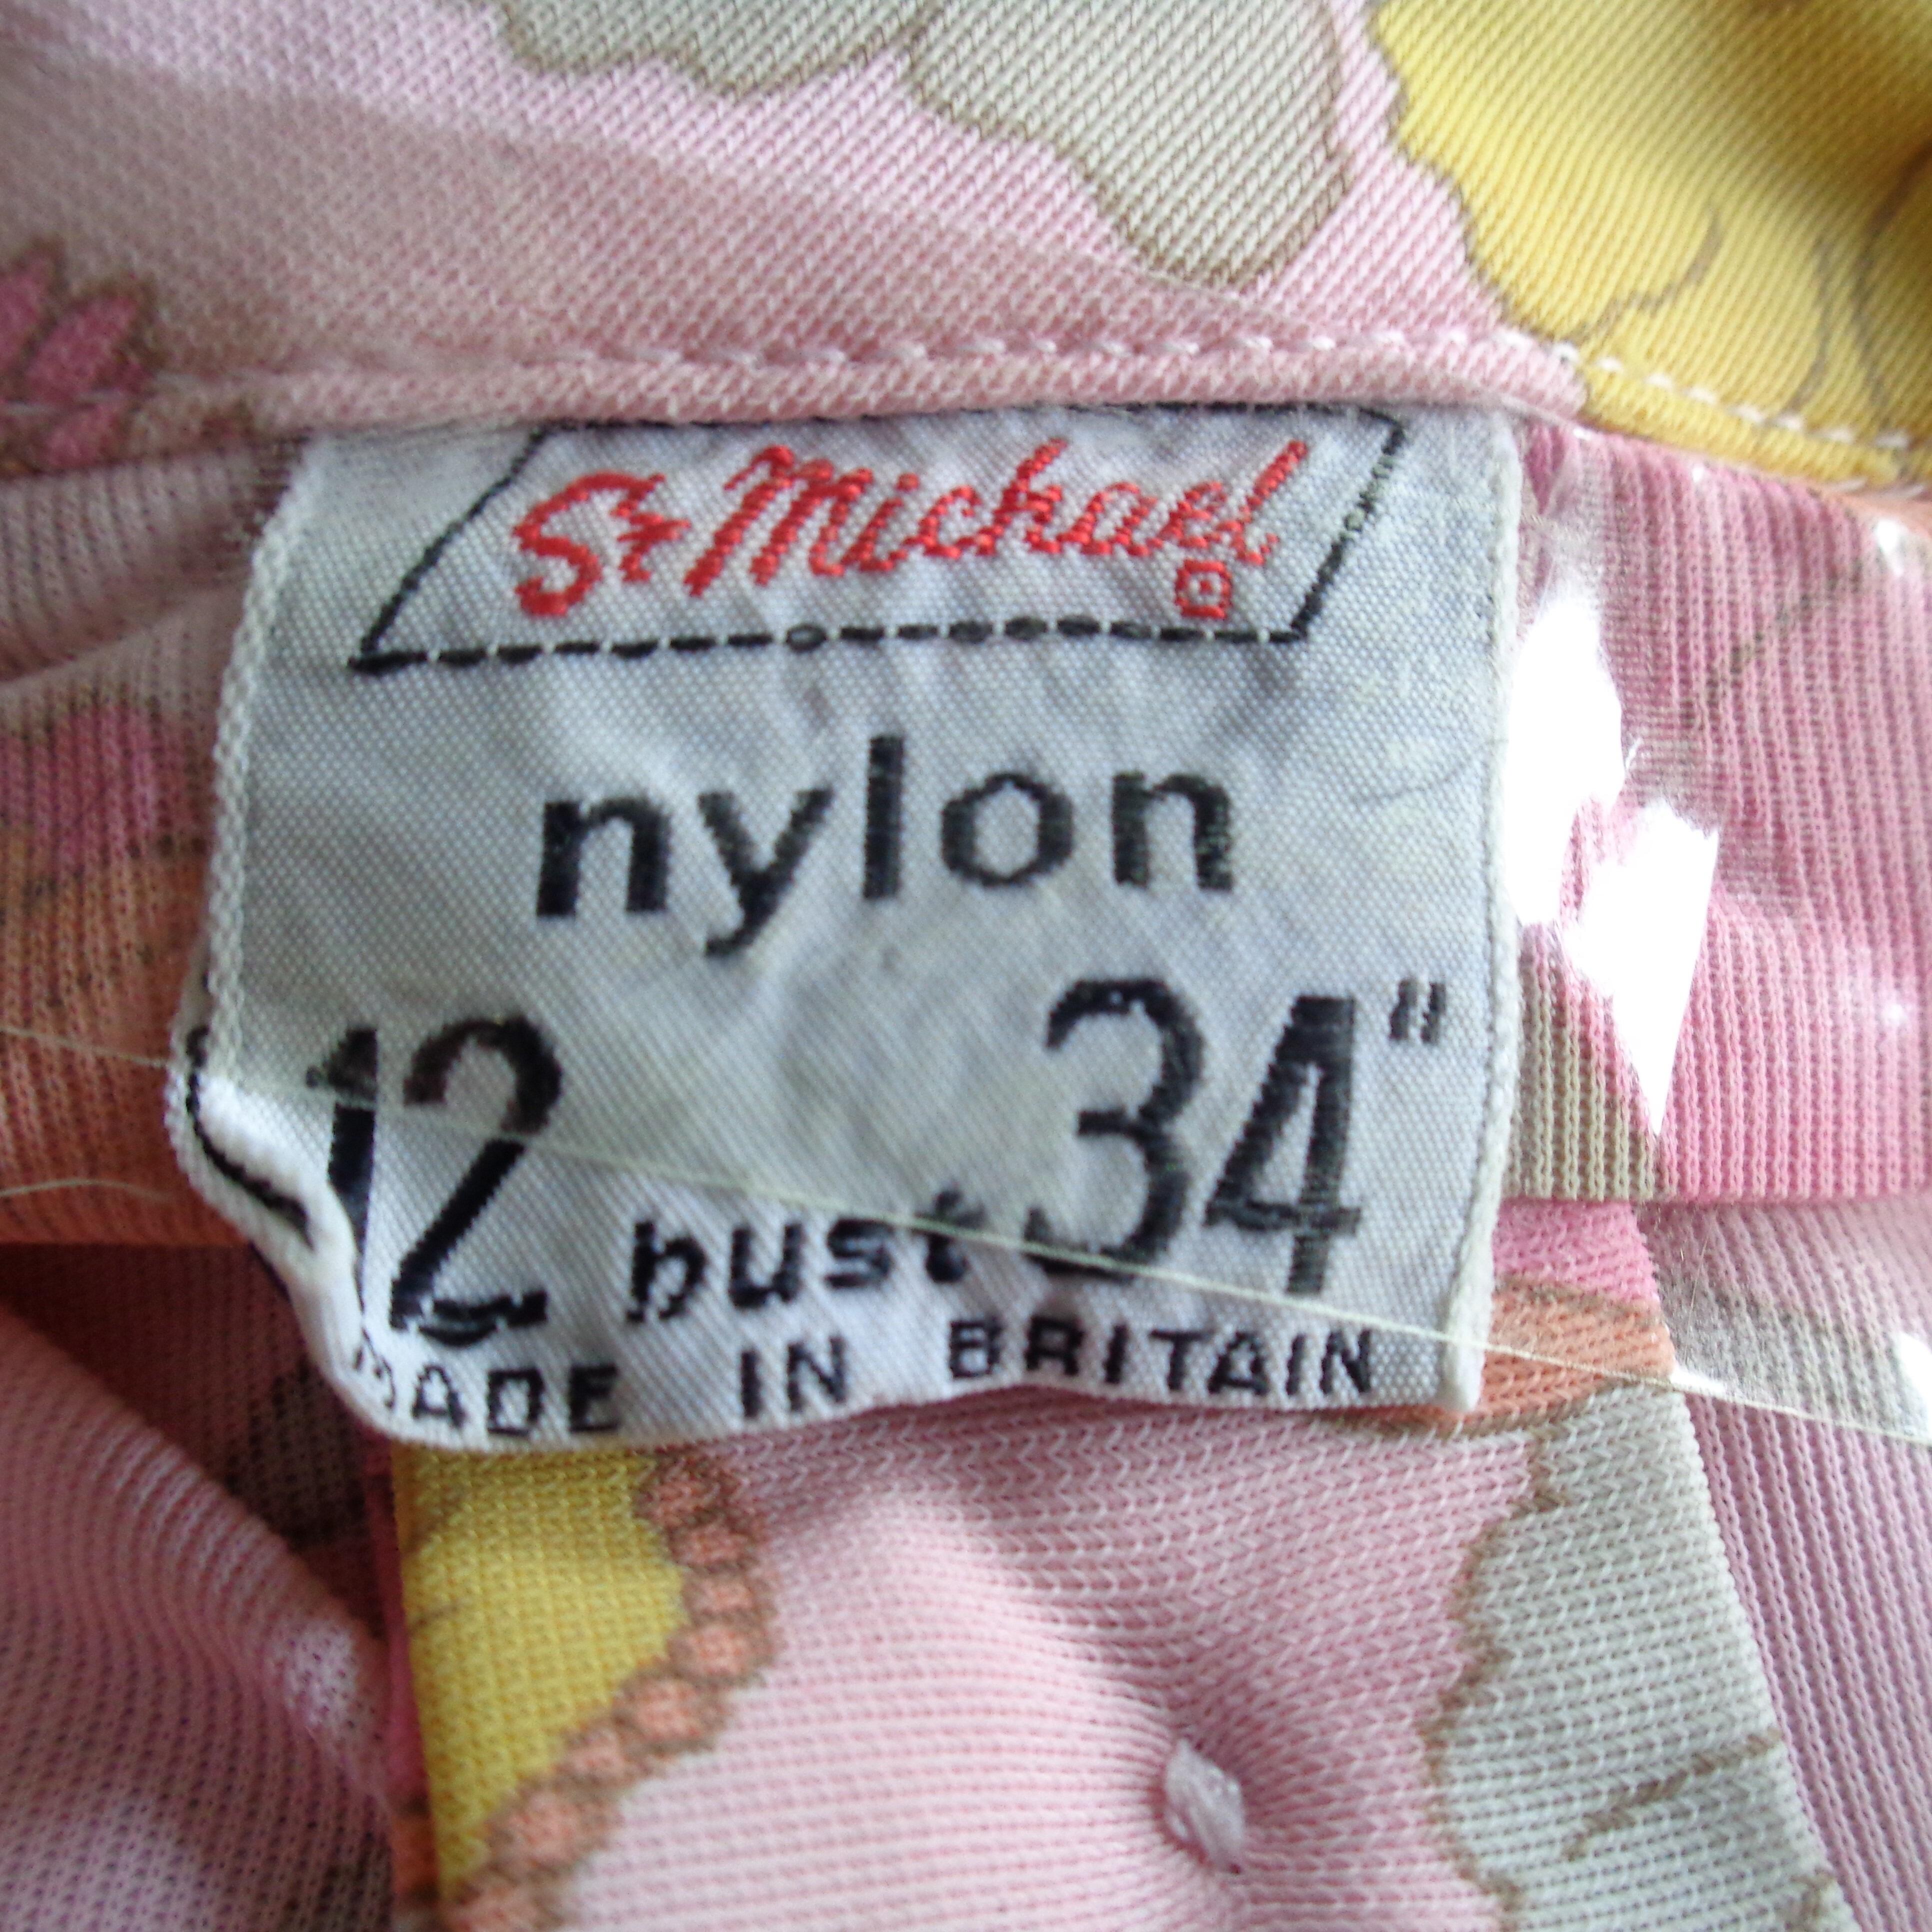 St Michael
nylon
12 bust 34"
MADE IN BRITAIN